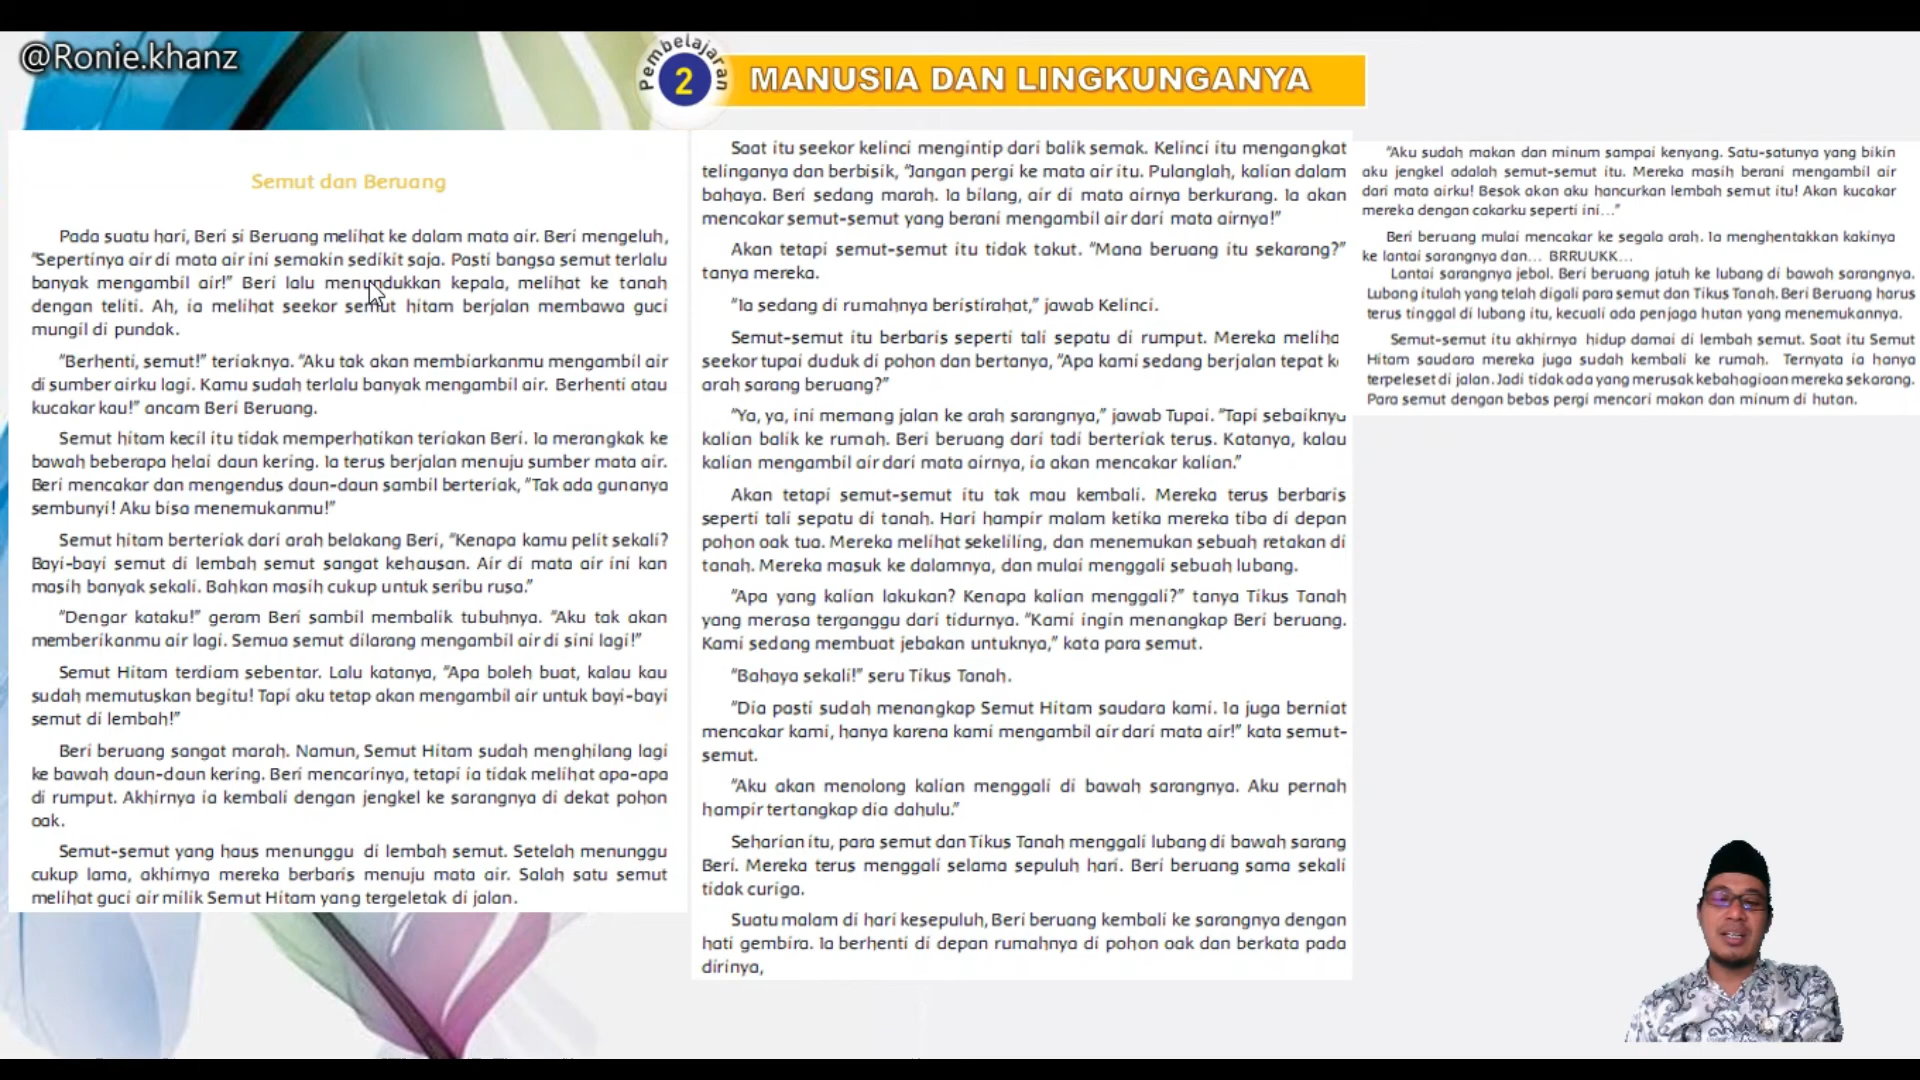 @Ronie.khanz
Pembelajaran
2
MANUSIA DAN LINGKUNGANYA
Semut dan Beruang
Pada suatu hari, Beri si Beruang melihat ke dalam mata air. Beri mengeluh,
“Sepertinya air di mata air ini semakin sedikit saja. Pasti bangsa semut terlalu
banyak mengambil air!” Beri lalu menundukkan kepala, melihat ke tanah
dengan teliti. Ah, ia melihat seekor semut hitam berjalan membawa guci
mungil di pundak.
“Berhenti, semut!” teriaknya. “Aku tak akan membiarkanmu mengambil air
di sumber airku lagi. Kamu sudah terlalu banyak mengambil air. Berhenti atau
kucakar kau!” ancam Beri Beruang.
Semut hitam kecil itu tidak memperhatikan teriakan Beri. Ia merangkak ke
bawah beberapa helai daun kering. Ia terus berjalan menuju sumber mata air.
Beri mencakar dan mengendus daun-daun sambil berteriak, “Tak ada gunanya
sembunyi! Aku bisa menemukanmu!”
Semut hitam berteriak dari arah belakang Beri, “Kenapa kamu pelit sekali?
Bayi-bayi semut di lembah semut sangat kehausan. Air di mata air ini kan
masih banyak sekali. Bahkan masih cukup untuk seribu rusa.”
“Dengar kataku!” geram Beri sambil membalik tubuhnya. “Aku tak akan
memberikanmu air lagi. Semua semut dilarang mengambil air di sini lagi!”
Semut Hitam terdiam sebentar. Lalu katanya, “Apa boleh buat, kalau kau
sudah memutuskan begitu! Tapi aku tetap akan mengambil air untuk bayi-bayi
semut di lembah!”
Beri beruang sangat marah. Namun, Semut Hitam sudah menghilang lagi
ke bawah daun-daun kering. Beri mencarinya, tetapi ia tidak melihat apa-apa
di rumput. Akhirnya ia kembali dengan jengkel ke sarangnya di dekat pohon
oak.
Semut-semut yang haus menunggu di lembah semut. Setelah menunggu
cukup lama, akhirnya mereka berbaris menuju mata air. Salah satu semut
melihat guci air milik Semut Hitam yang tergeletak di jalan.
Saat itu seekor kelinci mengintip dari balik semak. Kelinci itu mengangkat
telinganya dan berbisik, “Jangan pergi ke mata air itu. Pulanglah, kalian dalam
bahaya. Beri sedang marah. Ia bilang, air di mata airnya berkurang. Ia akan
mencakar semut-semut yang berani mengambil air dari mata airnya!”
Akan tetapi semut-semut itu tidak takut. “Mana beruang itu sekarang?”
tanya mereka.
“Ia sedang di rumahnya beristirahat,” jawab Kelinci.
Semut-semut itu berbaris seperti tali sepatu di rumput. Mereka meliha
seekor tupai duduk di pohon dan bertanya, “Apa kami sedang berjalan tepat k
arah sarang beruang?”
“Ya, ya, ini memang jalan ke arah sarangnya,” jawab Tupai. “Tapi sebaiknyu
kalian balik ke rumah. Beri beruang dari tadi berteriak terus. Katanya, kalau
kalian mengambil air dari mata airnya, ia akan mencakar kalian.”
Akan tetapi semut-semut itu tak mau kembali. Mereka terus berbaris
seperti tali sepatu di tanah. Hari hampir malam ketika mereka tiba di depan
pohon oak tua. Mereka melihat sekeliling, dan menemukan sebuah retakan di
tanah. Mereka masuk ke dalamnya, dan mulai menggali sebuah lubang.
“Apa yang kalian lakukan? Kenapa kalian menggali?” tanya Tikus Tanah
yang merasa terganggu dari tidurnya. “Kami ingin menangkap Beri beruang.
Kami sedang membuat jebakan untuknya,” kata para semut.
“Bahaya sekali!” seru Tikus Tanah.
“Dia pasti sudah menangkap Semut Hitam saudara kami. Ia juga berniat
mencakar kami, hanya karena kami mengambil air dari mata air!” kata semut-
semut.
“Aku akan menolong kalian menggali di bawah sarangnya. Aku pernah
hampir tertangkap dia dahulu.”
Seharian itu, para semut dan Tikus Tanah menggali lubang di bawah sarang
Beri. Mereka terus menggali selama sepuluh hari. Beri beruang sama sekali
tidak curiga.
Suatu malam di hari kesepuluh, Beri beruang kembali ke sarangnya dengan
hati gembira. Ia berhenti di depan rumahnya di pohon oak dan berkata pada
dirinya,
“Aku sudah makan dan minum sampai kenyang. Satu-satunya yang bikin
aku jengkel adalah semut-semut itu. Mereka masih berani mengambil air
dari mata airku! Besok akan aku hancurkan lembah semut itu! Akan kucakar
mereka dengan cakarku seperti ini...”
Beri beruang mulai mencakar ke segala arah. Ia menghentakkan kakinya
ke lantai sarangnya dan... BRRUUKK...
Lantai sarangnya jebol. Beri beruang jatuh ke lubang di bawah sarangnya.
Lubang itulah yang telah digali para semut dan Tikus Tanah. Beri Beruang harus
terus tinggal di lubang itu, kecuali ada penjaga hutan yang menemukannya.
Semut-semut itu akhirnya hidup damai di lembah semut. Saat itu Semut
Hitam saudara mereka juga sudah kembali ke rumah. Ternyata ia hanya
terpeleset di jalan. Jadi tidak ada yang merusak kebahagiaan mereka sekarang.
Para semut dengan bebas pergi mencari makan dan minum di hutan.